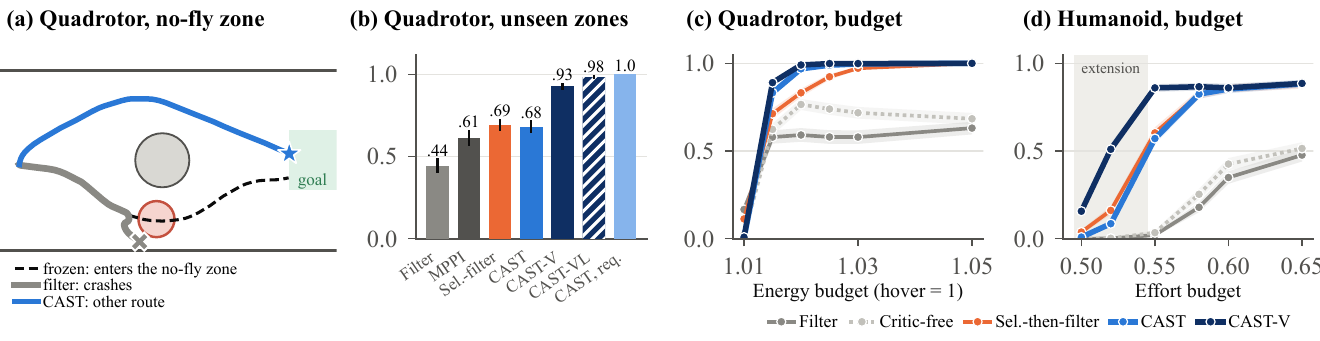 (a) Quadrotor, no-fly zone
goal
frozen: enters the no-fly zone
filter: crashes
CAST: other route
(b) Quadrotor, unseen zones
1.0
0.5
0.0
.44
.61
.69
.68
.93
.98
1.0
Filter
MPPI
Sel.-filter
CAST
CAST-V
CAST-VL
CAST, req.
(c) Quadrotor, budget
1.0
0.5
0.0
1.01
1.03
1.05
Energy budget (hover = 1)
(d) Humanoid, budget
extension
1.0
0.5
0.0
0.50
0.55
0.60
0.65
Effort budget
Filter
Critic-free
Sel.-then-filter
CAST
CAST-V